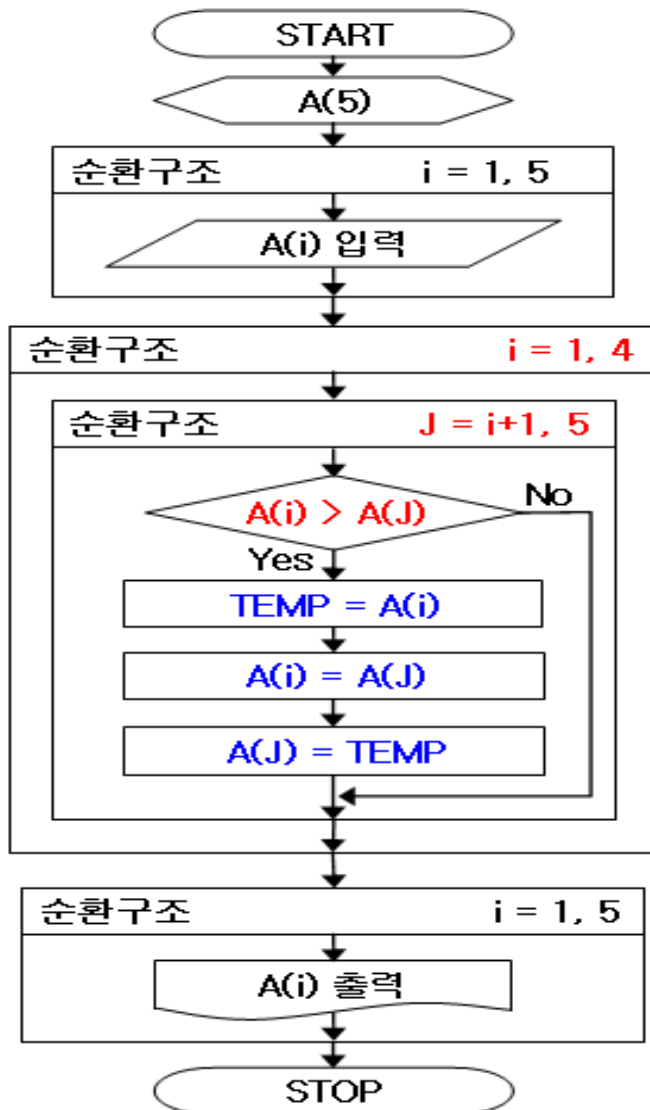 START
A(5)
순환구조 i = 1, 5
A(i) 입력
순환구조 i = 1, 4
순환구조 J = i+1, 5
A(i) > A(J) No
Yes
TEMP = A(i)
A(i) = A(J)
A(J) = TEMP
순환구조 i = 1, 5
A(i) 출력
STOP